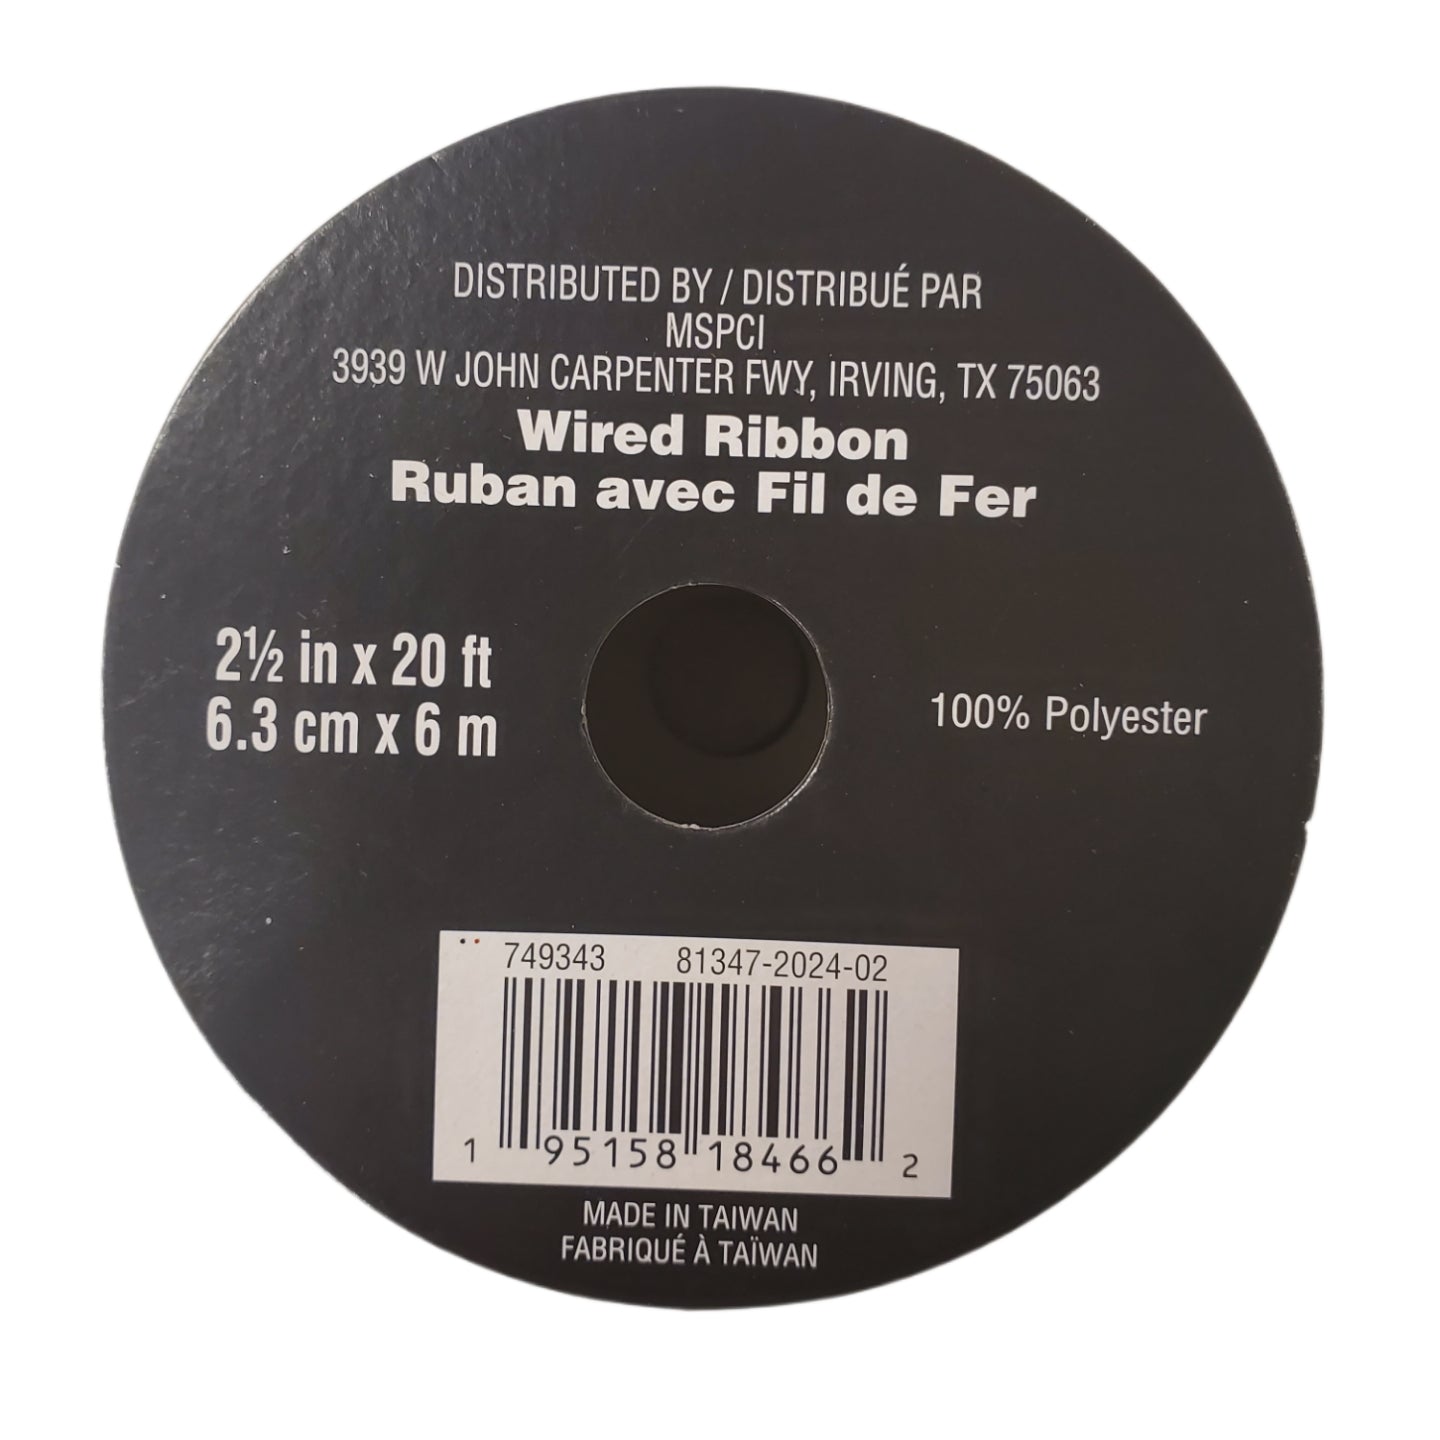 DISTRIBUTED BY / DISTRIBUÉ PAR
MSPCI
3939 W JOHN CARPENTER FWY, IRVING, TX 75063
Wired Ribbon
Ruban avec Fil de Fer
2½ in x 20 ft
6.3 cm x 6 m
100% Polyester
749343 81347-2024-02
1 95158 18466 2
MADE IN TAIWAN
FABRIQUÉ À TAÏWAN